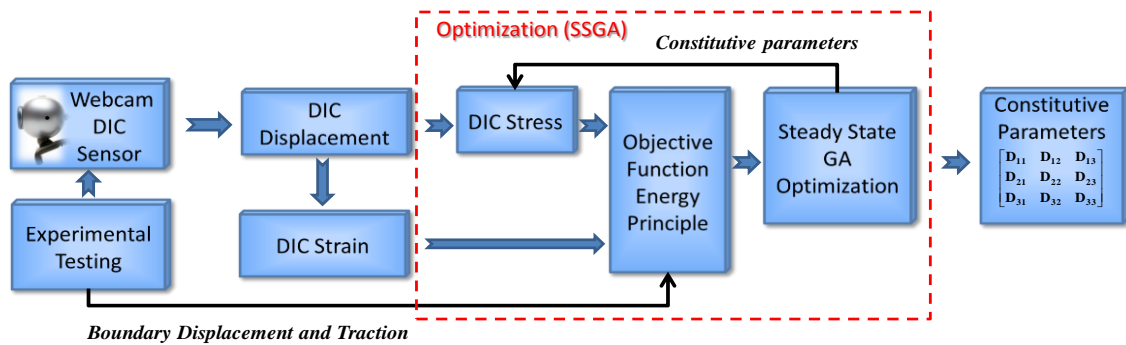 Optimization (SSGA)
Constitutive parameters
Webcam
DIC
Sensor
DIC
Displacement
DIC Stress
Objective
Function
Energy
Principle
Steady State
GA
Optimization
Constitutive
Parameters
D11 D12 D13
D21 D22 D23
D31 D32 D33
Experimental
Testing
DIC Strain
Boundary Displacement and Traction